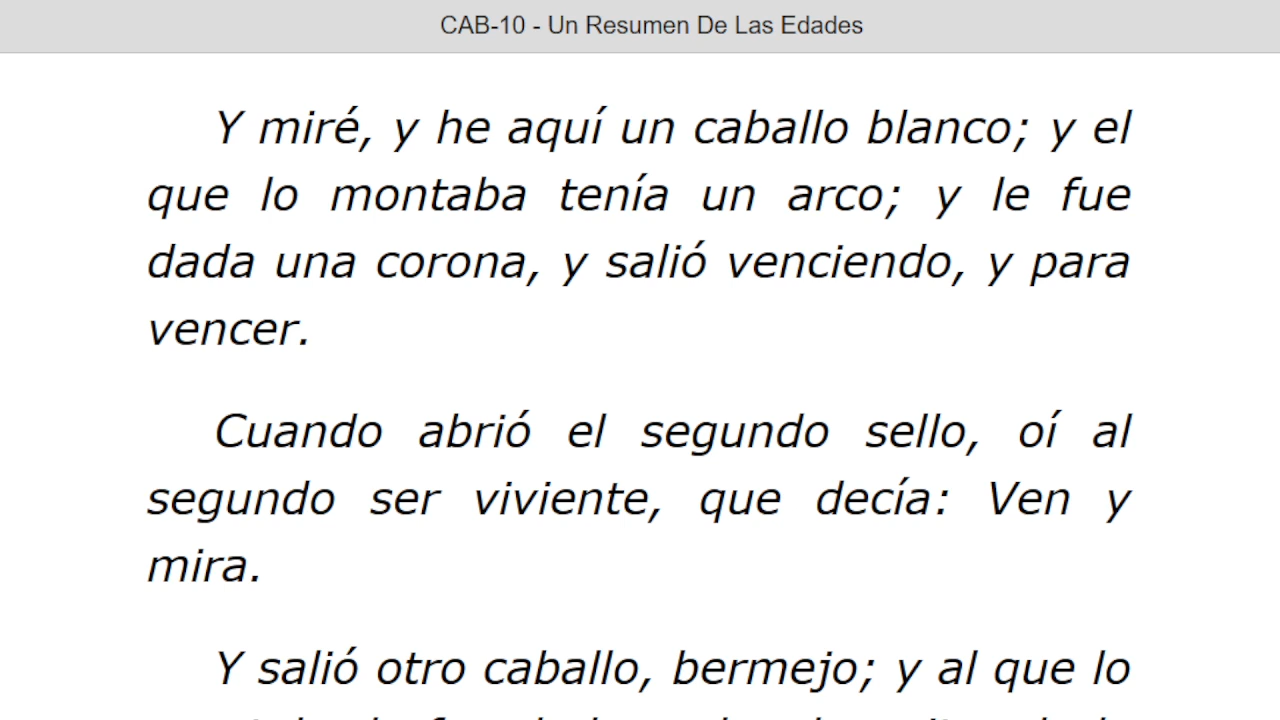 CAB-10 - Un Resumen De Las Edades
Y miré, y he aquí un caballo blanco; y el
que lo montaba tenía un arco; y le fue
dada una corona, y salió venciendo, y para
vencer.
Cuando abrió el segundo sello, oí al
segundo ser viviente, que decía: Ven y
mira.
Y salió otro caballo, bermejo; y al que lo